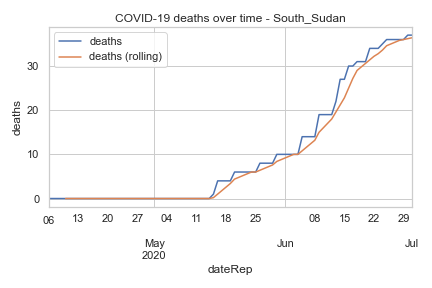 COVID-19 deaths over time - South_Sudan
deaths
deaths (rolling)
deaths
30
20
10
0
06 13 20 27 04 11 18 25 08 15 22 29
May Jun Jul
2020
dateRep